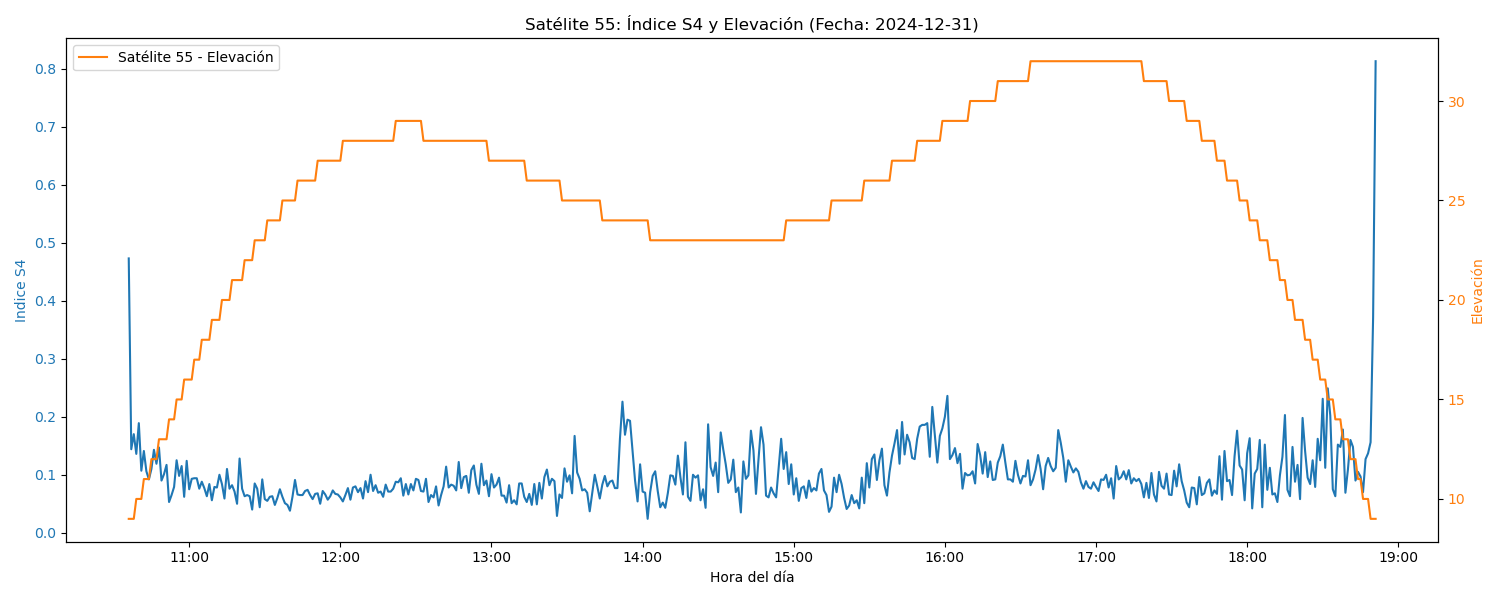 Satélite 55: Índice S4 y Elevación (Fecha: 2024-12-31)
Satélite 55 - Elevación
0.8
0.7
0.6
0.5
0.4
0.3
0.2
0.1
0.0
Indice S4
30
25
20
15
10
Elevación
11:00 12:00 13:00 14:00 15:00 16:00 17:00 18:00 19:00
Hora del día